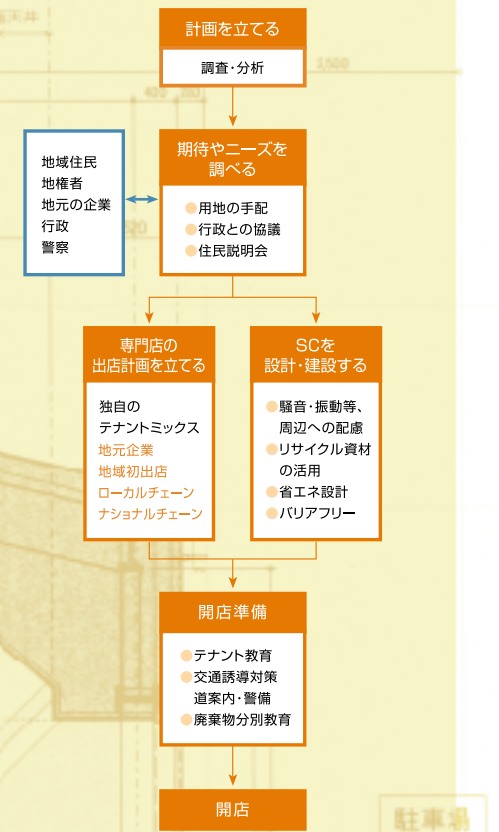 計画を立てる
調査・分析
3,500
400
期待やニーズを
調べる
地域住民
地権者
地元の企業
行政
警察
●用地の手配
●行政との協議
●住民説明会
専門店の
出店計画を立てる
独自の
テナントミックス
地元企業
地域初出店
ローカルチェーン
ナショナルチェーン
SCを
設計・建設する
●騒音・振動等、
周辺への配慮
●リサイクル資材
の活用
●省エネ設計
●バリアフリー
開店準備
●テナント教育
●交通誘導対策
道案内・警備
●廃棄物分別教育
開店
駐車場